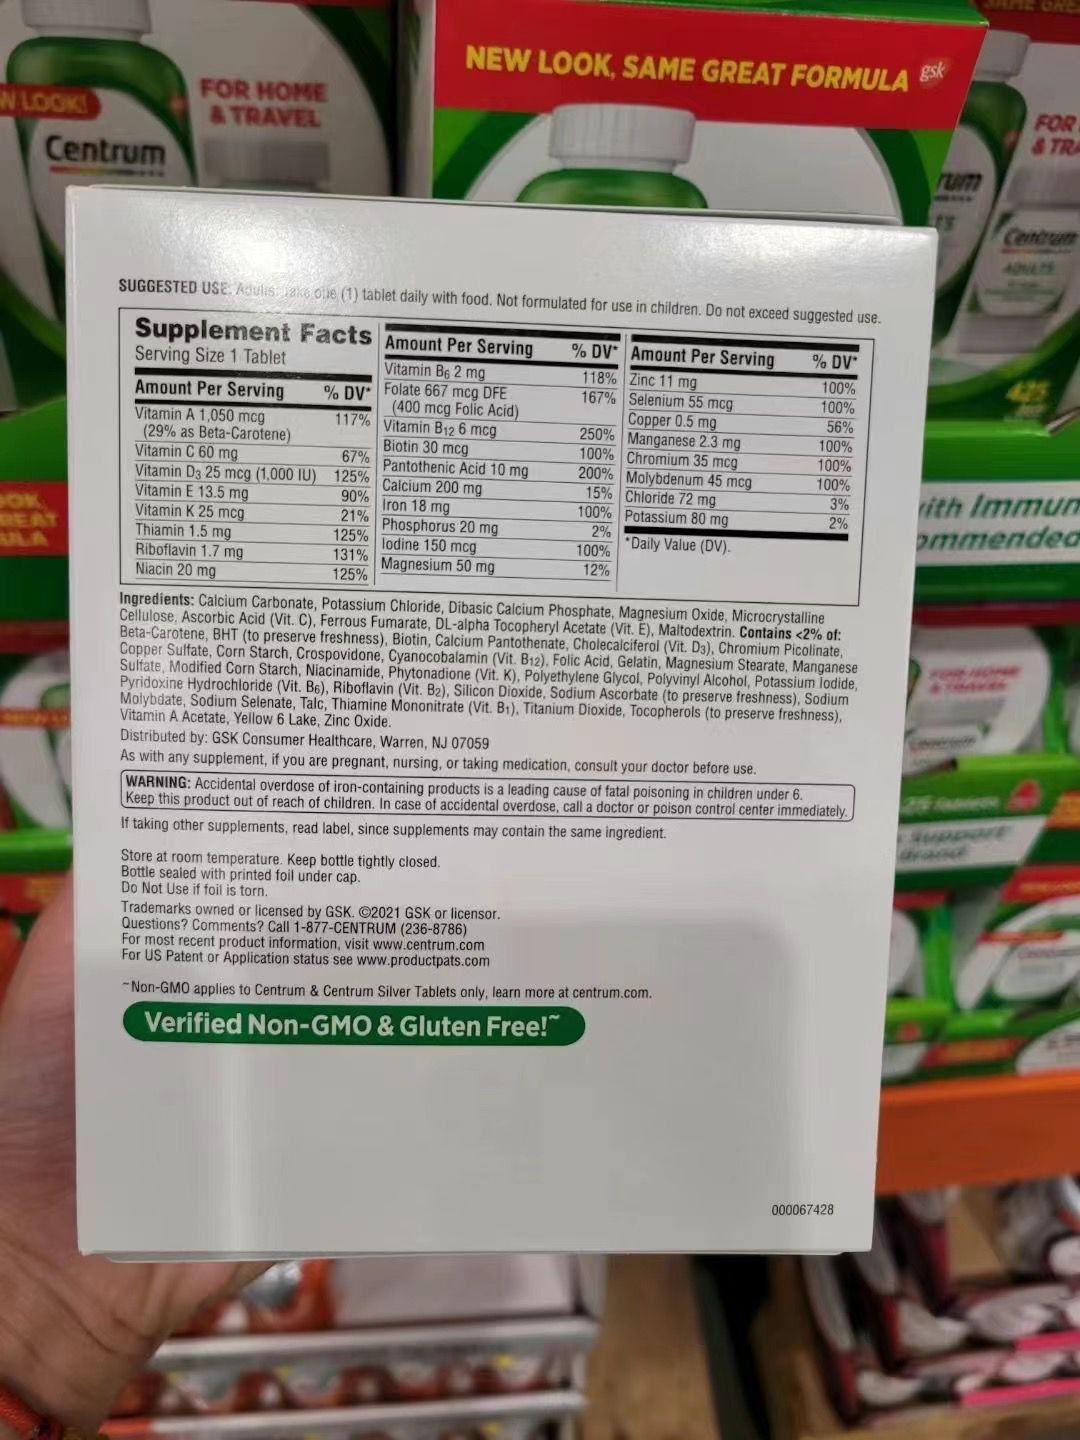 NEW LOOK, SAME GREAT FORMULA
gsk
W LOOK!
FOR HOME
& TRAVEL
Centrum
FOR
& TRA
rum
Centrum
ADULTS
425
with Immun
ommended
SUGGESTED USE: Adults: Take one (1) tablet daily with food. Not formulated for use in children. Do not exceed suggested use.
Supplement Facts
Serving Size 1 Tablet
Amount Per Serving % DV*
Vitamin A 1,050 mcg 117%
(29% as Beta-Carotene)
Vitamin C 60 mg 67%
Vitamin D3 25 mcg (1,000 IU) 125%
Vitamin E 13.5 mg 90%
Vitamin K 25 mcg 21%
Thiamin 1.5 mg 125%
Riboflavin 1.7 mg 131%
Niacin 20 mg 125%
Amount Per Serving % DV*
Vitamin B6 2 mg 118%
Folate 667 mcg DFE 167%
(400 mcg Folic Acid)
Vitamin B12 6 mcg 250%
Biotin 30 mcg 100%
Pantothenic Acid 10 mg 200%
Calcium 200 mg 15%
Iron 18 mg 100%
Phosphorus 20 mg 2%
Iodine 150 mcg 100%
Magnesium 50 mg 12%
Amount Per Serving % DV*
Zinc 11 mg 100%
Selenium 55 mcg 100%
Copper 0.5 mg 56%
Manganese 2.3 mg 100%
Chromium 35 mcg 100%
Molybdenum 45 mcg 100%
Chloride 72 mg 3%
Potassium 80 mg 2%
*Daily Value (DV).
Ingredients: Calcium Carbonate, Potassium Chloride, Dibasic Calcium Phosphate, Magnesium Oxide, Microcrystalline
Cellulose, Ascorbic Acid (Vit. C), Ferrous Fumarate, DL-alpha Tocopheryl Acetate (Vit. E), Maltodextrin. Contains <2% of:
Beta-Carotene, BHT (to preserve freshness), Biotin, Calcium Pantothenate, Cholecalciferol (Vit. D3), Chromium Picolinate,
Copper Sulfate, Corn Starch, Crospovidone, Cyanocobalamin (Vit. B12), Folic Acid, Gelatin, Magnesium Stearate, Manganese
Sulfate, Modified Corn Starch, Niacinamide, Phytonadione (Vit. K), Polyethylene Glycol, Polyvinyl Alcohol, Potassium Iodide,
Pyridoxine Hydrochloride (Vit. B6), Riboflavin (Vit. B2), Silicon Dioxide, Sodium Ascorbate (to preserve freshness), Sodium
Molybdate, Sodium Selenate, Talc, Thiamine Mononitrate (Vit. B1), Titanium Dioxide, Tocopherols (to preserve freshness),
Vitamin A Acetate, Yellow 6 Lake, Zinc Oxide.
Distributed by: GSK Consumer Healthcare, Warren, NJ 07059
As with any supplement, if you are pregnant, nursing, or taking medication, consult your doctor before use.
WARNING: Accidental overdose of iron-containing products is a leading cause of fatal poisoning in children under 6.
Keep this product out of reach of children. In case of accidental overdose, call a doctor or poison control center immediately.
If taking other supplements, read label, since supplements may contain the same ingredient.
Store at room temperature. Keep bottle tightly closed.
Bottle sealed with printed foil under cap.
Do Not Use if foil is torn.
Trademarks owned or licensed by GSK. ©2021 GSK or licensor.
Questions? Comments? Call 1-877-CENTRUM (236-8786)
For most recent product information, visit www.centrum.com
For US Patent or Application status see www.productpats.com
~Non-GMO applies to Centrum & Centrum Silver Tablets only, learn more at centrum.com.
Verified Non-GMO & Gluten Free!~
000067428